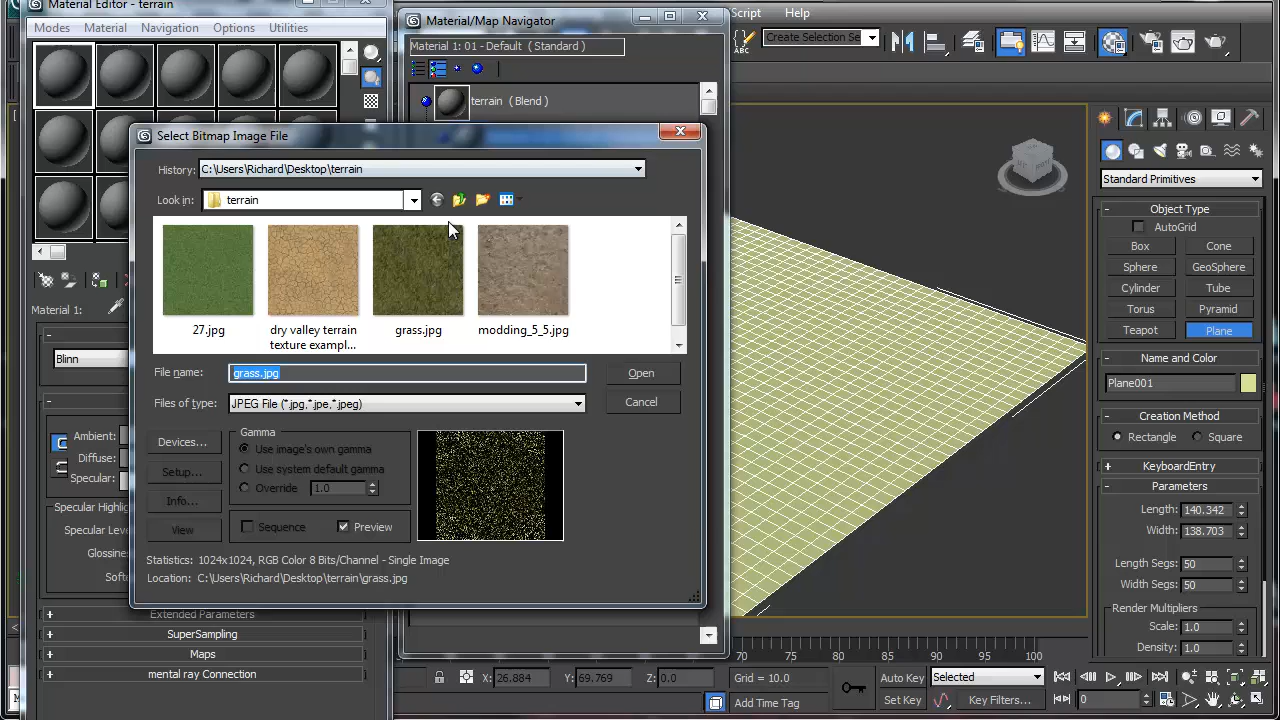 Material Editor - terrain
Modes Material Navigation Options Utilities
Material/Map Navigator
Material 1: 01 - Default ( Standard )
terrain ( Blend )
Script Help
Create Selection Se
Select Bitmap Image File
History: C:\Users\Richard\Desktop\terrain
Look in: terrain
27.jpg
dry valley terrain
texture exampl...
grass.jpg
modding_5_5.jpg
File name: grass.jpg
Open
Files of type: JPEG File (*.jpg,*.jpe,*.jpeg)
Cancel
Devices...
Setup...
Info...
View
Gamma
Use image's own gamma
Use system default gamma
Override 1.0
Sequence Preview
Statistics: 1024x1024, RGB Color 8 Bits/Channel - Single Image
Location: C:\Users\Richard\Desktop\terrain\grass.jpg
Material 1:
Blinn
Ambient:
Diffuse:
Specular:
Specular Highli
Specular Leve
Glossine
Softe
Extended Parameters
SuperSampling
Maps
mental ray Connection
Standard Primitives
Object Type
AutoGrid
Box Cone
Sphere GeoSphere
Cylinder Tube
Torus Pyramid
Teapot Plane
Name and Color
Plane001
Creation Method
Rectangle Square
KeyboardEntry
Parameters
Length: 140.342
Width: 138.703
Length Segs: 50
Width Segs: 50
Render Multipliers
Scale: 1.0
Density: 1.0
70 75 80 85 90 95 100
X: 26.884 Y: 69.769 Z: 0.0 Grid = 10.0
Add Time Tag
Auto Key Selected
Set Key Key Filters...
0